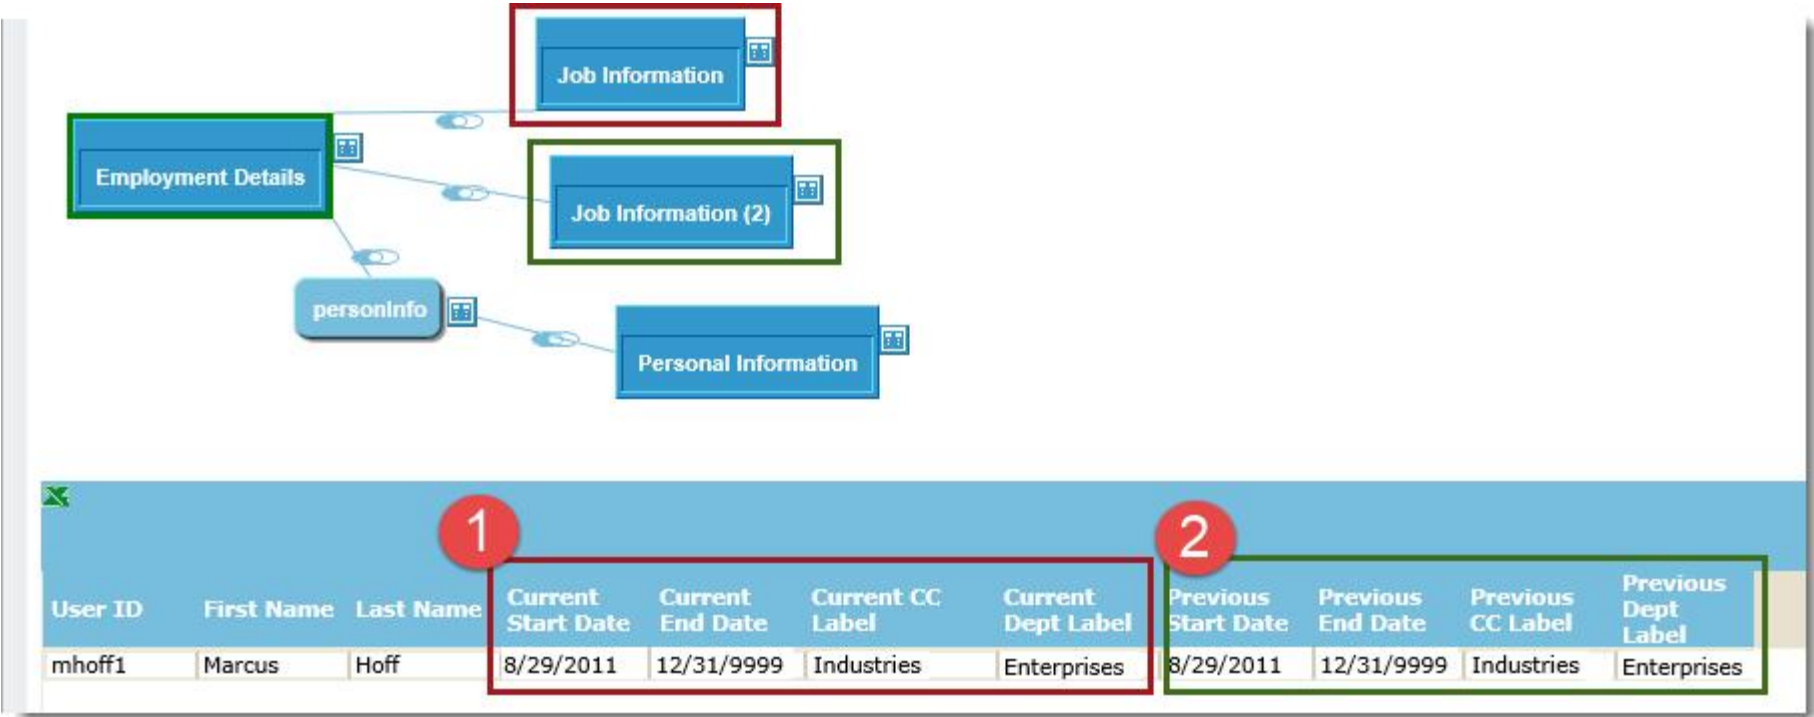 Job Information
Employment Details
Job Information (2)
personInfo
Personal Information
1
2
User ID First Name Last Name Current Start Date Current End Date Current CC Label Current Dept Label Previous Start Date Previous End Date Previous CC Label Previous Dept Label
mhoff1 Marcus Hoff 8/29/2011 12/31/9999 Industries Enterprises 8/29/2011 12/31/9999 Industries Enterprises